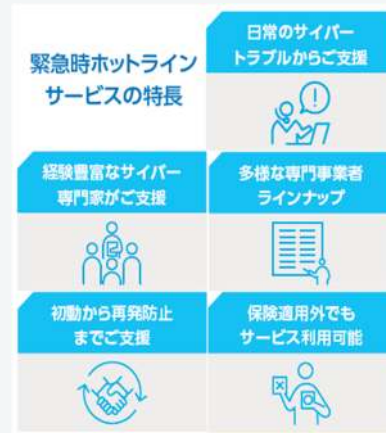 緊急時ホットライン
サービスの特長
日常のサイバー
トラブルからご支援
経験豊富なサイバー
専門家がご支援
多様な専門事業者
ラインナップ
初動から再発防止
までご支援
保険適用外でも
サービス利用可能